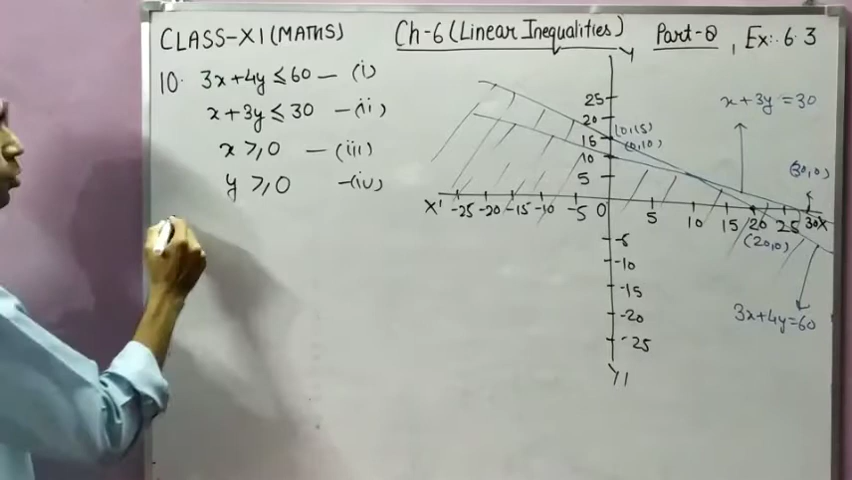 CLASS-XI (MATHS) Ch-6 (Linear Inequalities) Part-8, Ex:.6.3
10. 3x+4y ≤ 60 — (i)
x+3y ≤ 30 — (ii)
x >, 0 — (iii)
y >, 0 - (iv)
Y
25
20
15
10
5
(0,15)
(0,10)
x+3y = 30
(30,0)
X' -25 -20 -15 -10 -5 0 5 10 15 20 25 30 X
(20,0)
-5
-10
-15
-20
-25
Y'
3x+4y=60